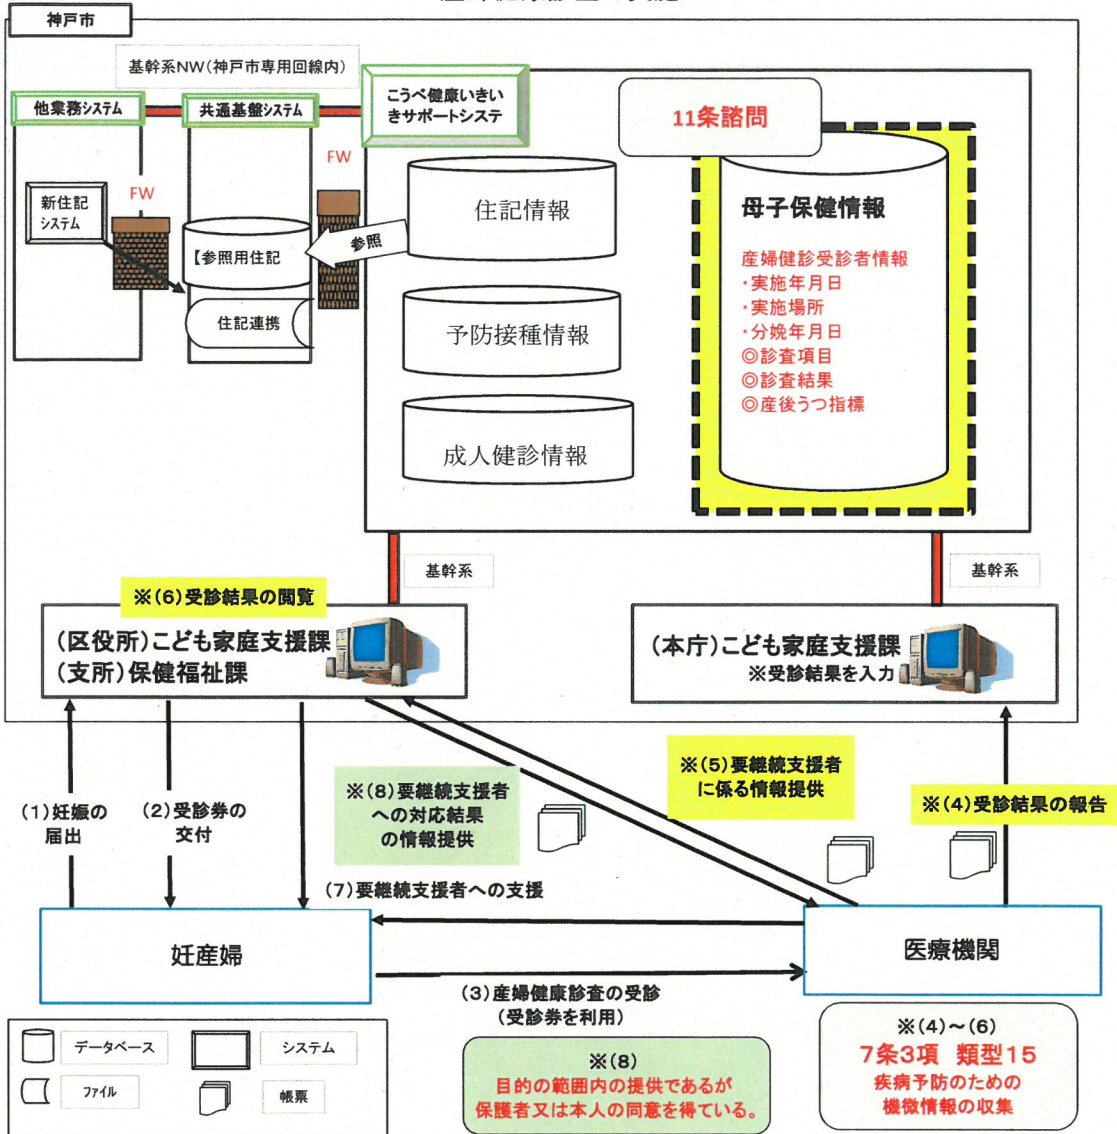 神戸市
基幹系NW(神戸市専用回線内)
他業務システム
共通基盤システム
こうべ健康いきい
きサポートシステ
11条諮問
FW
FW
新住記
システム
【参照用住記
住記連携
参照
住記情報
予防接種情報
成人健診情報
母子保健情報
産婦健診受診者情報
・実施年月日
・実施場所
・分娩年月日
◎診査項目
◎診査結果
◎産後うつ指標
基幹系
基幹系
※(6)受診結果の閲覧
(区役所)こども家庭支援課
(支所)保健福祉課
(本庁)こども家庭支援課
※受診結果を入力
(1)妊娠の
届出
(2)受診券の
交付
※(8)要継続支援者
への対応結果
の情報提供
※(5)要継続支援者
に係る情報提供
※(4)受診結果の報告
(7)要継続支援者への支援
妊産婦
医療機関
(3)産婦健康診査の受診
(受診券を利用)
データベース
システム
ファイル
帳票
※(8)
目的の範囲内の提供であるが
保護者又は本人の同意を得ている。
※(4)~(6)
7条3項 類型15
疾病予防のための
機微情報の収集